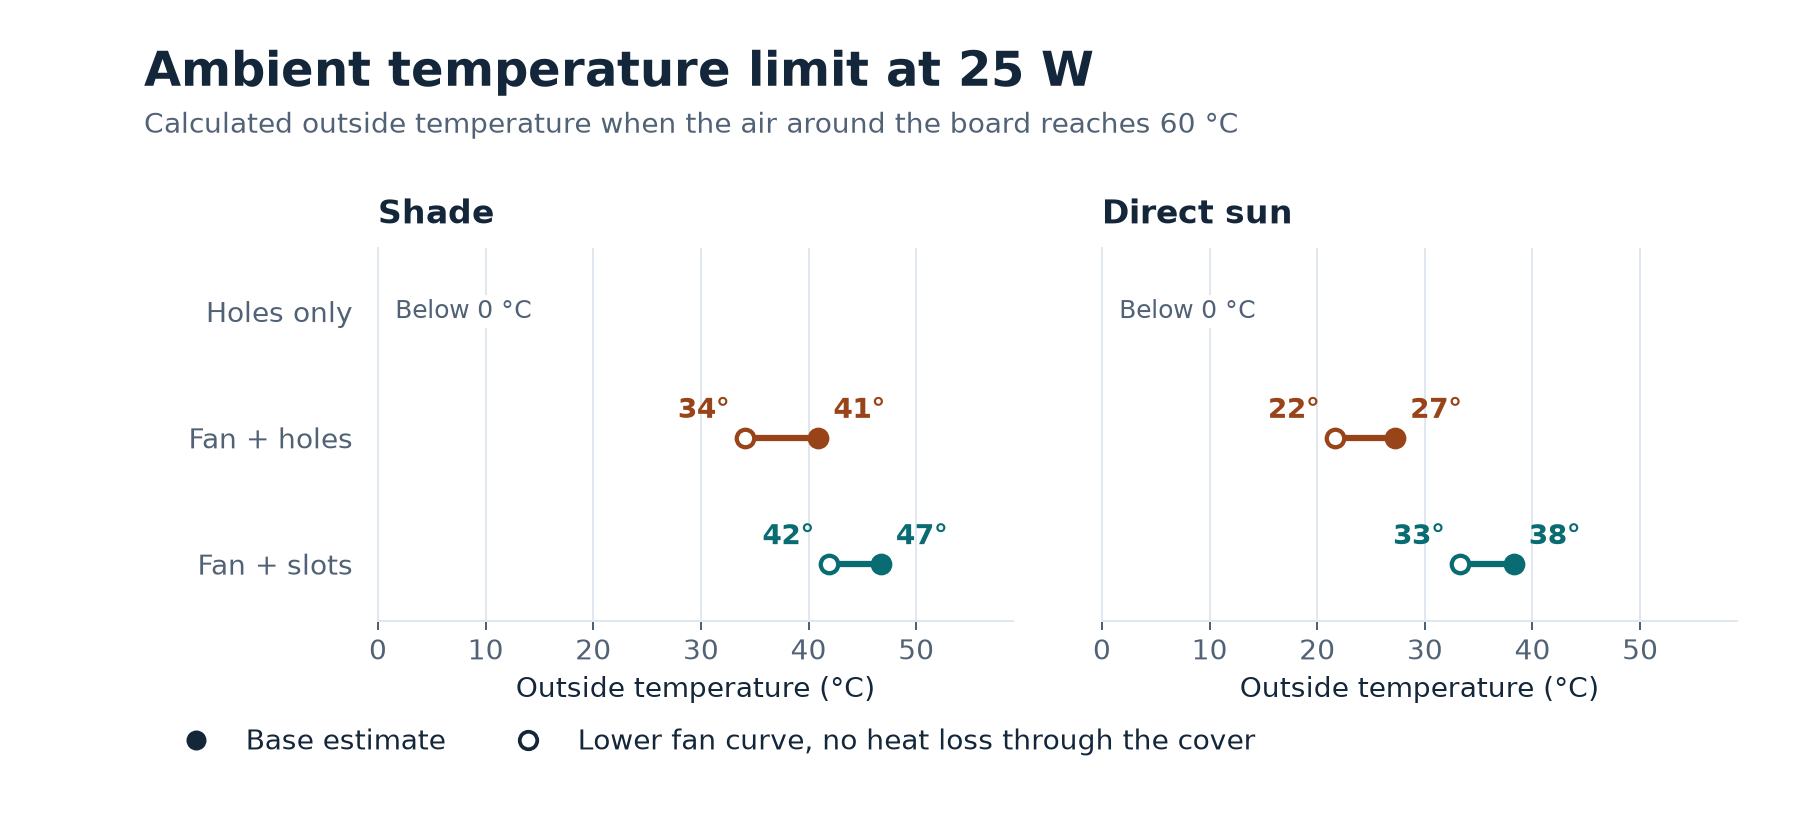 Ambient temperature limit at 25 W
Calculated outside temperature when the air around the board reaches 60 °C
Shade
Direct sun
Holes only
Below 0 °C
Below 0 °C
Fan + holes
34°
41°
22°
27°
Fan + slots
42°
47°
33°
38°
0 10 20 30 40 50
0 10 20 30 40 50
Outside temperature (°C)
Outside temperature (°C)
Base estimate
Lower fan curve, no heat loss through the cover